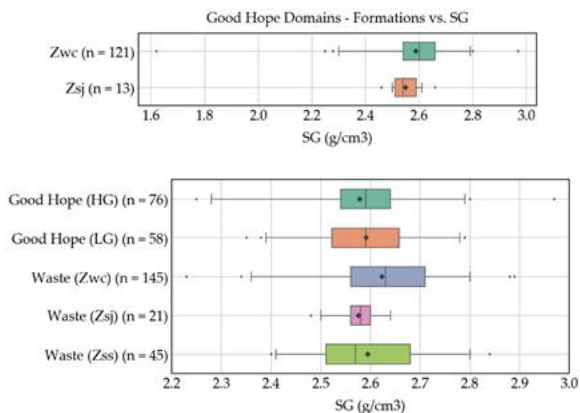 Good Hope Domains - Formations vs. SG
Zwc (n = 121)
Zsj (n = 13)
1.6 1.8 2.0 2.2 2.4 2.6 2.8 3.0
SG (g/cm3)
Good Hope (HG) (n = 76)
Good Hope (LG) (n = 58)
Waste (Zwc) (n = 145)
Waste (Zsj) (n = 21)
Waste (Zss) (n = 45)
2.2 2.3 2.4 2.5 2.6 2.7 2.8 2.9 3.0
SG (g/cm3)